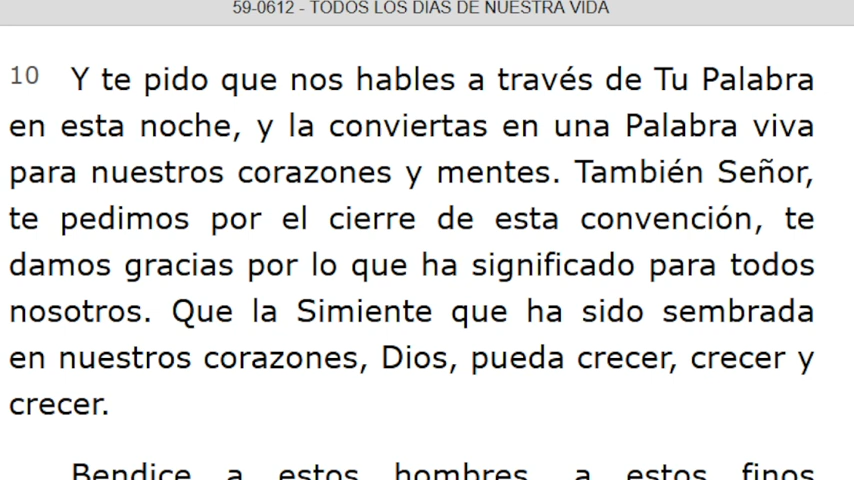 59-0612 - TODOS LOS DIAS DE NUESTRA VIDA
10 Y te pido que nos hables a través de Tu Palabra
en esta noche, y la conviertas en una Palabra viva
para nuestros corazones y mentes. También Señor,
te pedimos por el cierre de esta convención, te
damos gracias por lo que ha significado para todos
nosotros. Que la Simiente que ha sido sembrada
en nuestros corazones, Dios, pueda crecer, crecer y
crecer.
Bendice a estos hombres, a estos finos